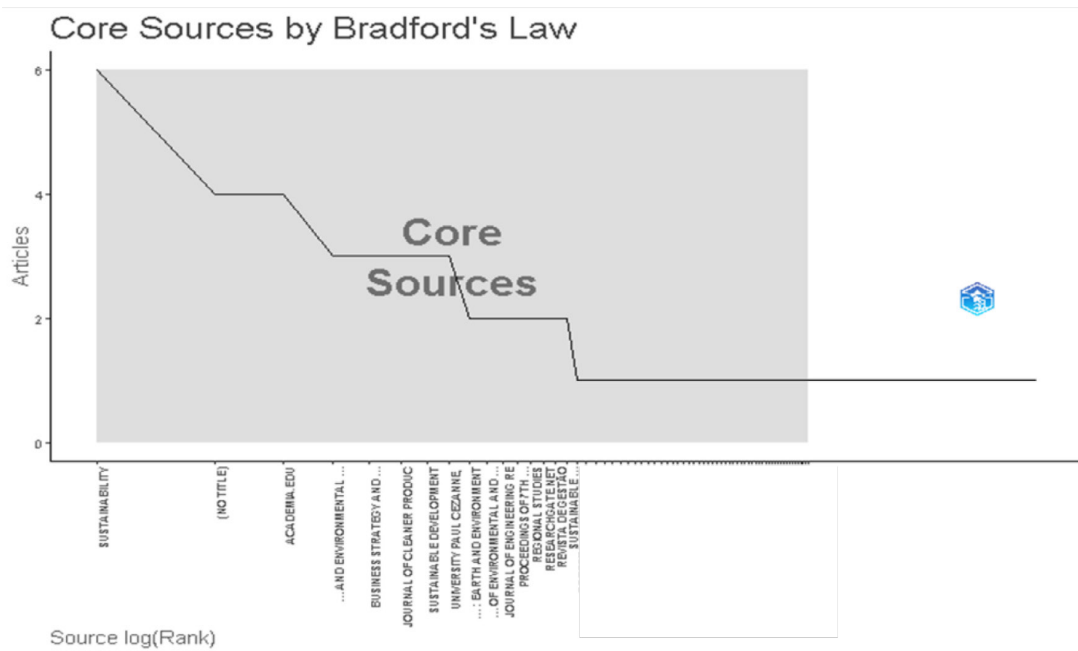 Core Sources by Bradford's Law
6
4
2
0
Articles
Core
Sources
SUSTAINABILITY
(NO TITLE)
ACADEMIA.EDU
...AND ENVIRONMENTAL ...
BUSINESS STRATEGY AND ...
JOURNAL OF CLEANER PRODUC
SUSTAINABLE DEVELOPMENT
UNIVERSITY PAUL CEZANNE,
... : EARTH AND ENVIRONMENT
... OF ENVIRONMENTAL AND ...
JOURNAL OF ENGINEERING RE
PROCEEDINGS OF 7TH ...
REGIONAL STUDIES
RESEARCHGATE.NET
REVISTA DE GESTÃO
SUSTAINABLE ...
Source log(Rank)